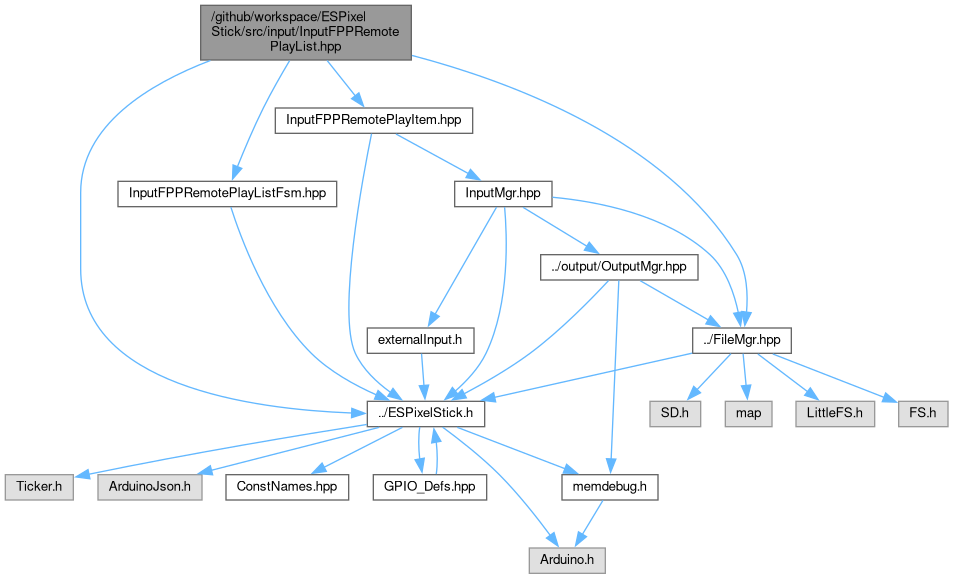 /github/workspace/ESPixel
Stick/src/input/InputFPPRemote
PlayList.hpp
InputFPPRemotePlayItem.hpp
InputFPPRemotePlayListFsm.hpp
InputMgr.hpp
../output/OutputMgr.hpp
externalInput.h
../FileMgr.hpp
../ESPixelStick.h
SD.h
map
LittleFS.h
FS.h
Ticker.h
ArduinoJson.h
ConstNames.hpp
GPIO_Defs.hpp
memdebug.h
Arduino.h